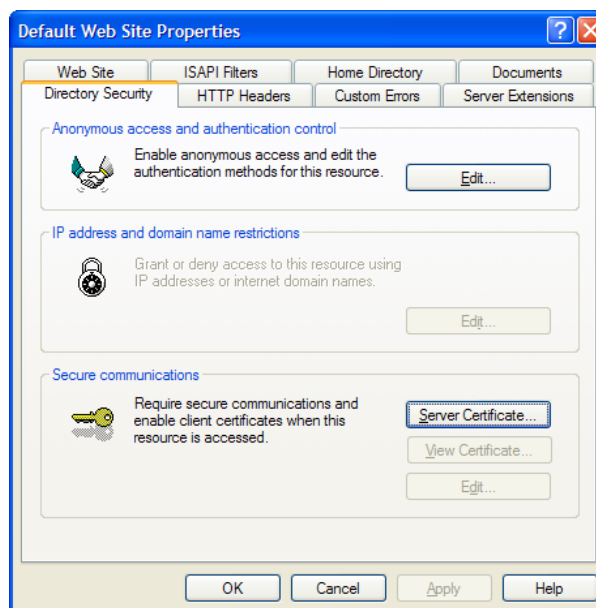 Default Web Site Properties
Web Site ISAPI Filters Home Directory Documents
Directory Security HTTP Headers Custom Errors Server Extensions
Anonymous access and authentication control
Enable anonymous access and edit the
authentication methods for this resource.
Edit...
IP address and domain name restrictions
Grant or deny access to this resource using
IP addresses or internet domain names.
Edit...
Secure communications
Require secure communications and
enable client certificates when this
resource is accessed.
Server Certificate...
View Certificate...
Edit...
OK Cancel Apply Help